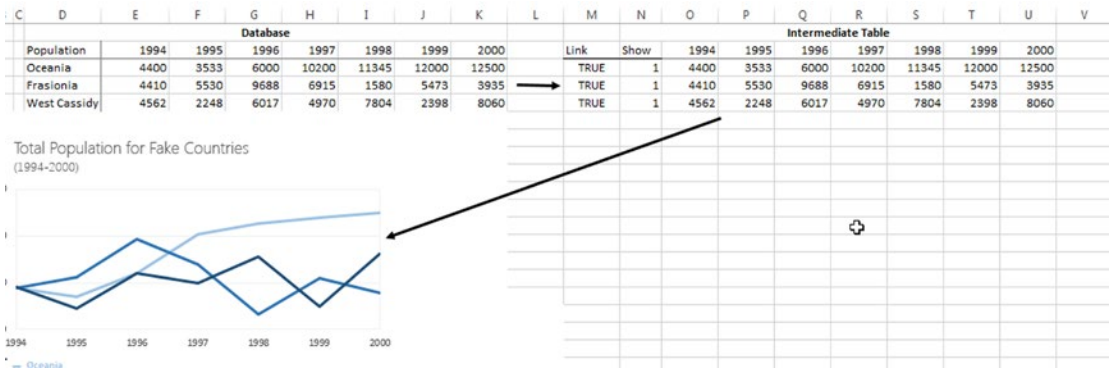 C D E F G H I J K L M N O P Q R S T U V
Database Intermediate Table
Population 1994 1995 1996 1997 1998 1999 2000 Link Show 1994 1995 1996 1997 1998 1999 2000
Oceania 4400 3533 6000 10200 11345 12000 12500 TRUE 1 4400 3533 6000 10200 11345 12000 12500
Frasionia 4410 5530 9688 6915 1580 5473 3935 TRUE 1 4410 5530 9688 6915 1580 5473 3935
West Cassidy 4562 2248 6017 4970 7804 2398 8060 TRUE 1 4562 2248 6017 4970 7804 2398 8060
Total Population for Fake Countries
(1994-2000)
1994 1995 1996 1997 1998 1999 2000
Oceania